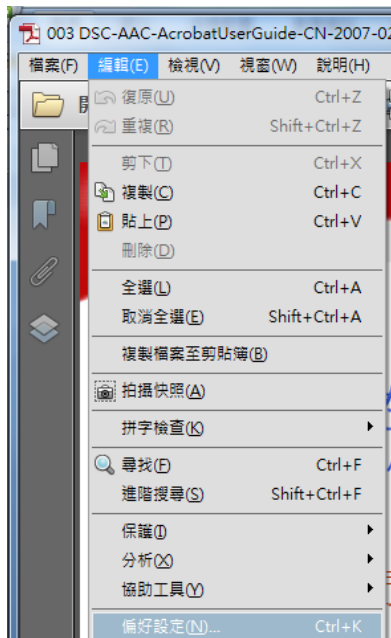 003 DSC-AAC-AcrobatUserGuide-CN-2007-02
檔案(F) 編輯(E) 檢視(V) 視窗(W) 說明(H)
復原(U) Ctrl+Z
重複(R) Shift+Ctrl+Z
剪下(T) Ctrl+X
複製(C) Ctrl+C
貼上(P) Ctrl+V
刪除(D)
全選(L) Ctrl+A
取消全選(E) Shift+Ctrl+A
複製檔案至剪貼簿(B)
拍攝快照(A)
拼字檢查(K)
尋找(F) Ctrl+F
進階搜尋(S) Shift+Ctrl+F
保護(I)
分析(X)
協助工具(Y)
偏好設定(N)... Ctrl+K